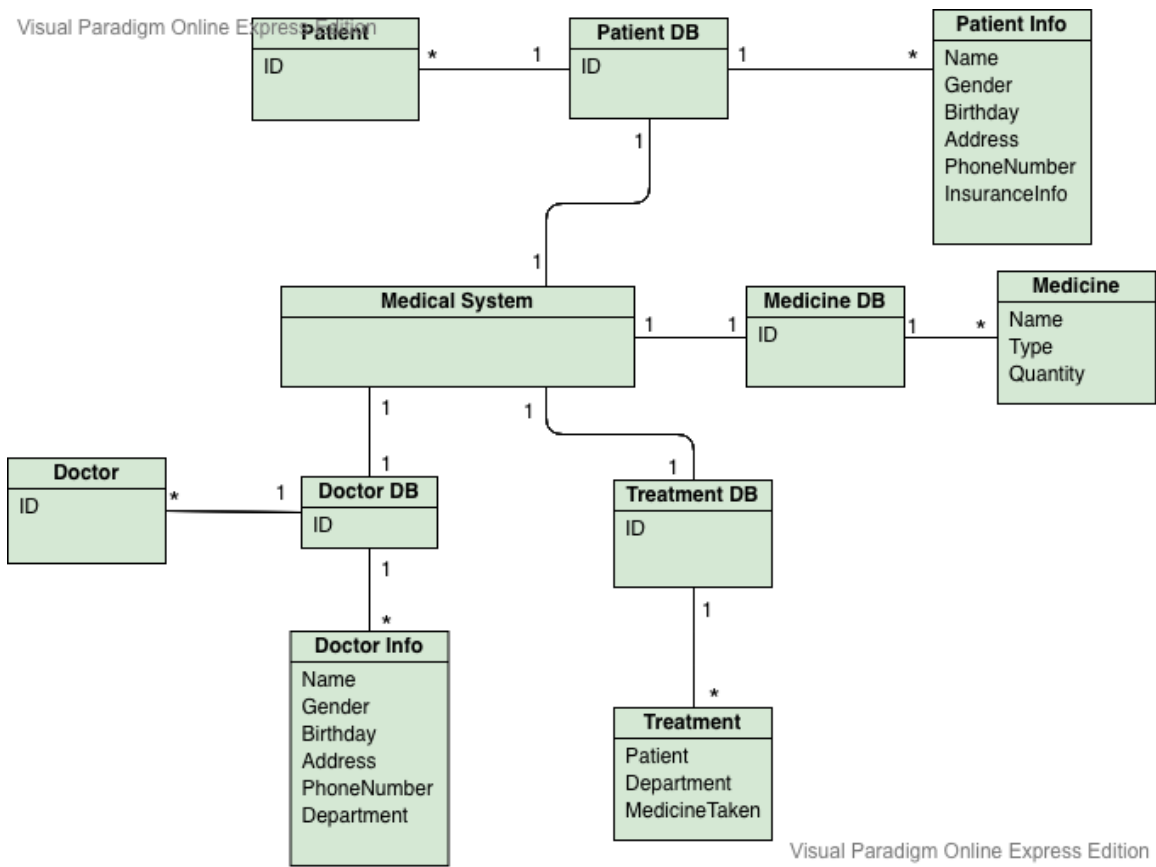 Visual Paradigm Online Express Edition
Patient
ID
*
1
Patient DB
ID
1
*
Patient Info
Name
Gender
Birthday
Address
PhoneNumber
InsuranceInfo
1
1
Medical System
1
1
Medicine DB
ID
1
*
Medicine
Name
Type
Quantity
1
1
1
1
Doctor
ID
*
1
Doctor DB
ID
Treatment DB
ID
1
*
Doctor Info
Name
Gender
Birthday
Address
PhoneNumber
Department
1
*
Treatment
Patient
Department
MedicineTaken
Visual Paradigm Online Express Edition